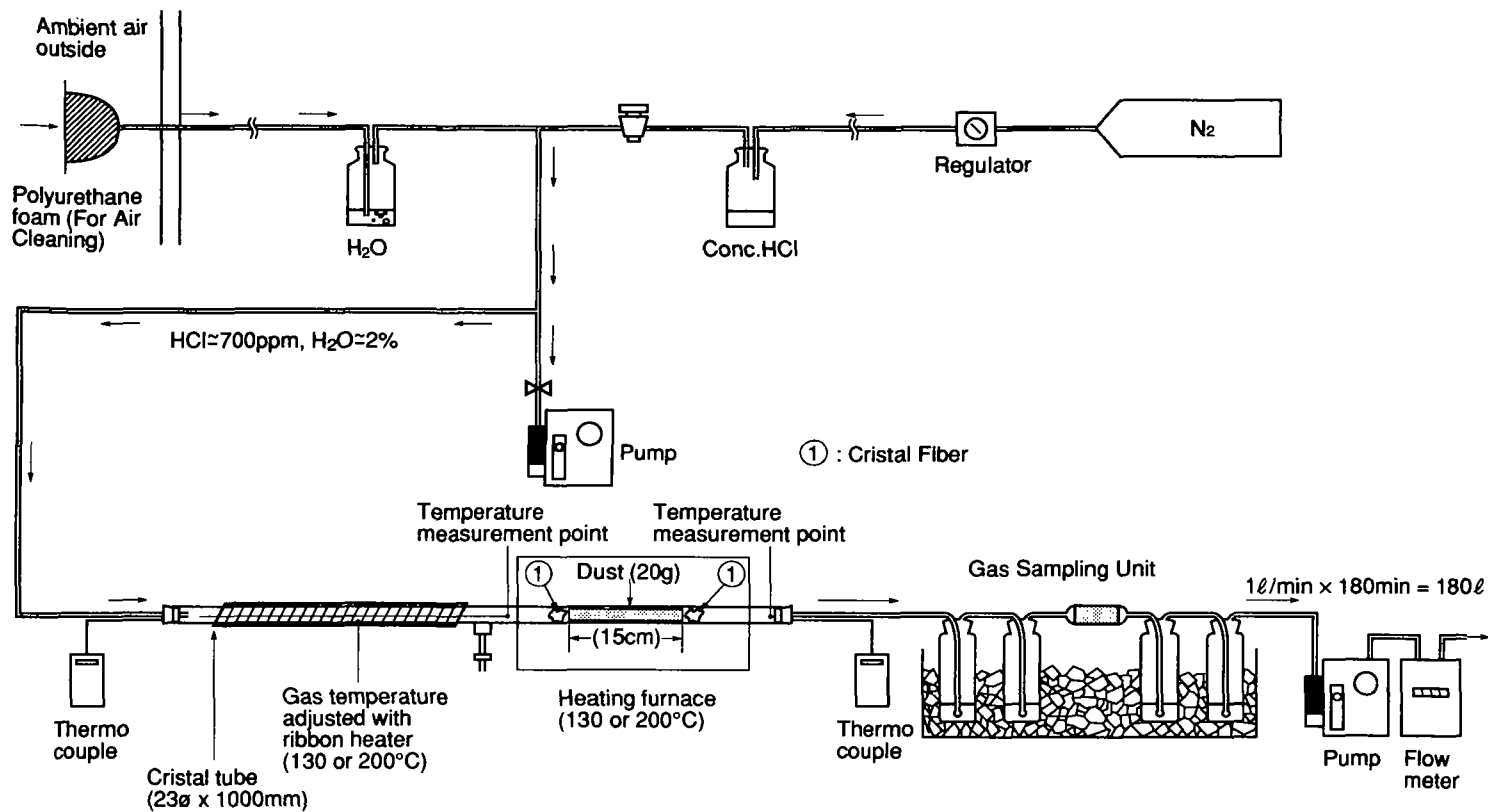 Ambient air
outside
Polyurethane
foam (For Air
Cleaning)
H₂O
Conc.HCl
Regulator
N₂
HCl≃700ppm, H₂O≃2%
Pump
① : Cristal Fiber
Temperature
measurement point
Temperature
measurement point
① Dust (20g) ①
(15cm)
Gas Sampling Unit
1ℓ/min x 180min = 180ℓ
Thermo
couple
Cristal tube
(23ø x 1000mm)
Gas temperature
adjusted with
ribbon heater
(130 or 200°C)
Heating furnace
(130 or 200°C)
Thermo
couple
Pump
Flow
meter